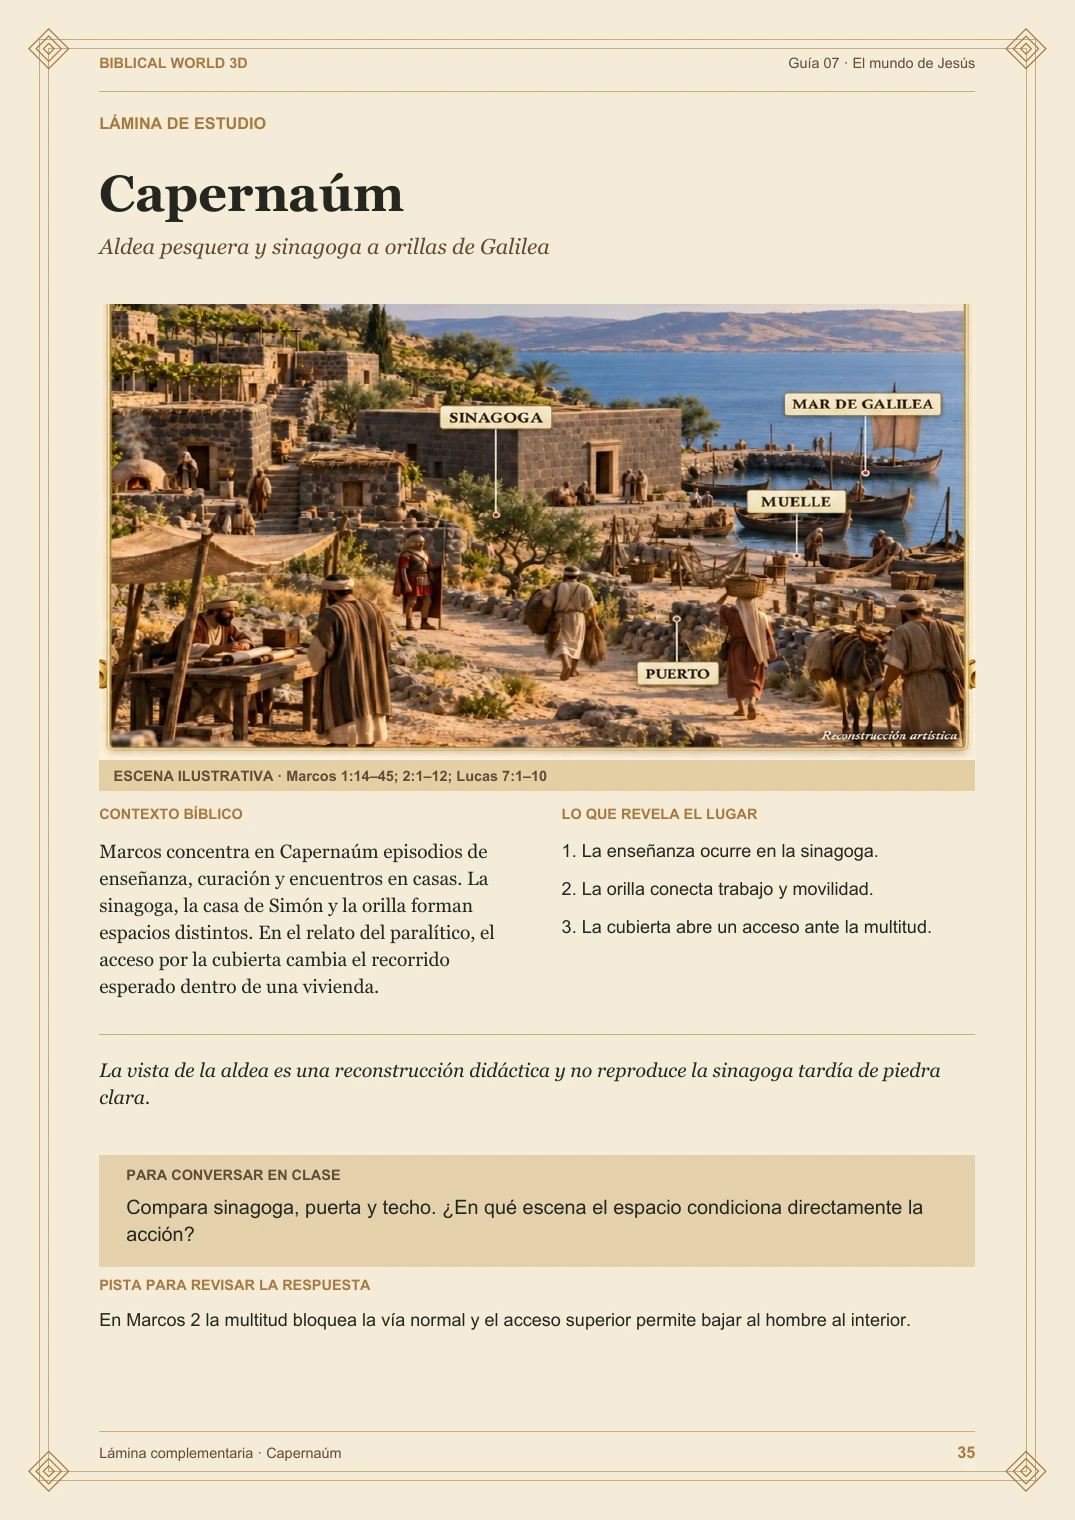 BIBLICAL WORLD 3D
Guía 07 · El mundo de Jesús
LÁMINA DE ESTUDIO
Capernaúm
Aldea pesquera y sinagoga a orillas de Galilea
SINAGOGA
MAR DE GALILEA
MUELLE
PUERTO
Reconstrucción artística
ESCENA ILUSTRATIVA · Marcos 1:14–45; 2:1–12; Lucas 7:1–10
CONTEXTO BÍBLICO
Marcos concentra en Capernaúm episodios de
enseñanza, curación y encuentros en casas. La
sinagoga, la casa de Simón y la orilla forman
espacios distintos. En el relato del paralítico, el
acceso por la cubierta cambia el recorrido
esperado dentro de una vivienda.
LO QUE REVELA EL LUGAR
1. La enseñanza ocurre en la sinagoga.
2. La orilla conecta trabajo y movilidad.
3. La cubierta abre un acceso ante la multitud.
La vista de la aldea es una reconstrucción didáctica y no reproduce la sinagoga tardía de piedra
clara.
PARA CONVERSAR EN CLASE
Compara sinagoga, puerta y techo. ¿En qué escena el espacio condiciona directamente la
acción?
PISTA PARA REVISAR LA RESPUESTA
En Marcos 2 la multitud bloquea la vía normal y el acceso superior permite bajar al hombre al interior.
Lámina complementaria · Capernaúm
35